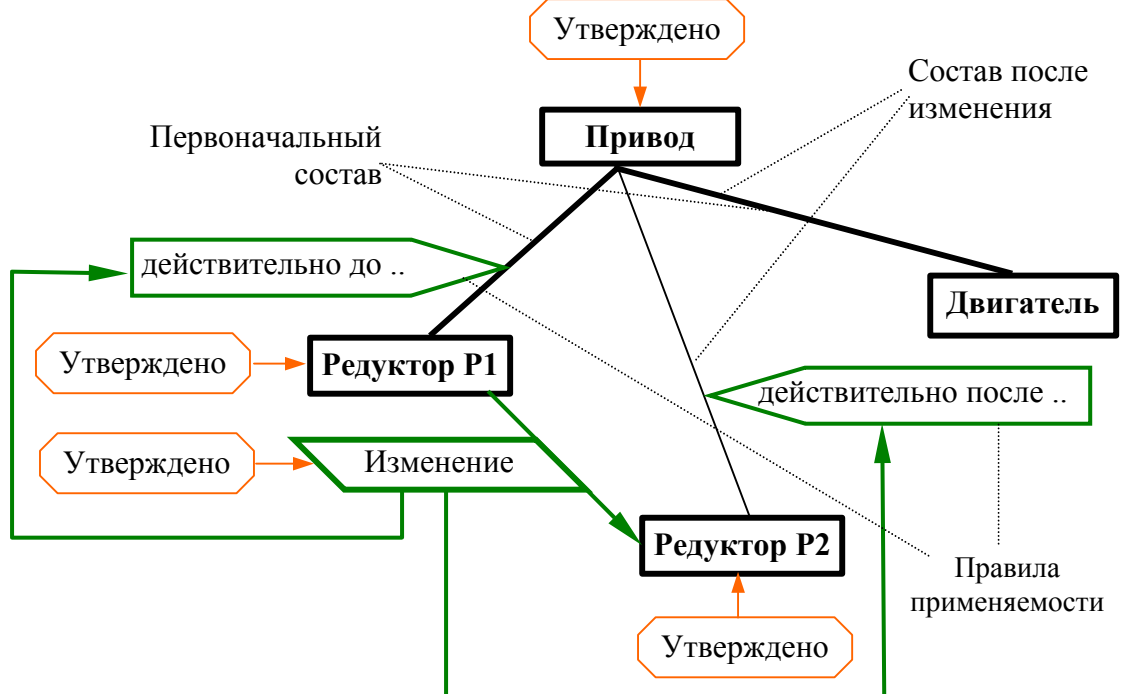 Утверждено
Состав после
изменения
Первоначальный
состав
Привод
действительно до ..
Двигатель
Утверждено
Редуктор Р1
действительно после ..
Утверждено
Изменение
Редуктор Р2
Правила
применяемости
Утверждено